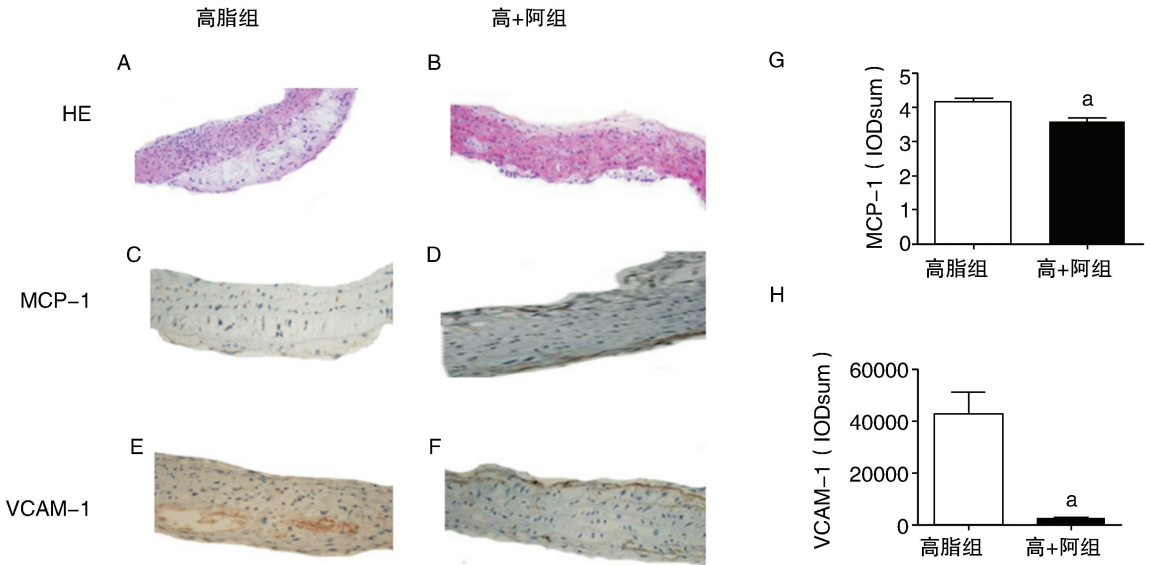 高脂组
高+阿组
A
B
HE
C
D
MCP-1
E
F
VCAM-1
G
MCP-1 ( IODsum )
5
4
3
2
1
0
a
高脂组
高+阿组
H
VCAM-1 ( IODsum )
60000
40000
20000
0
a
高脂组
高+阿组